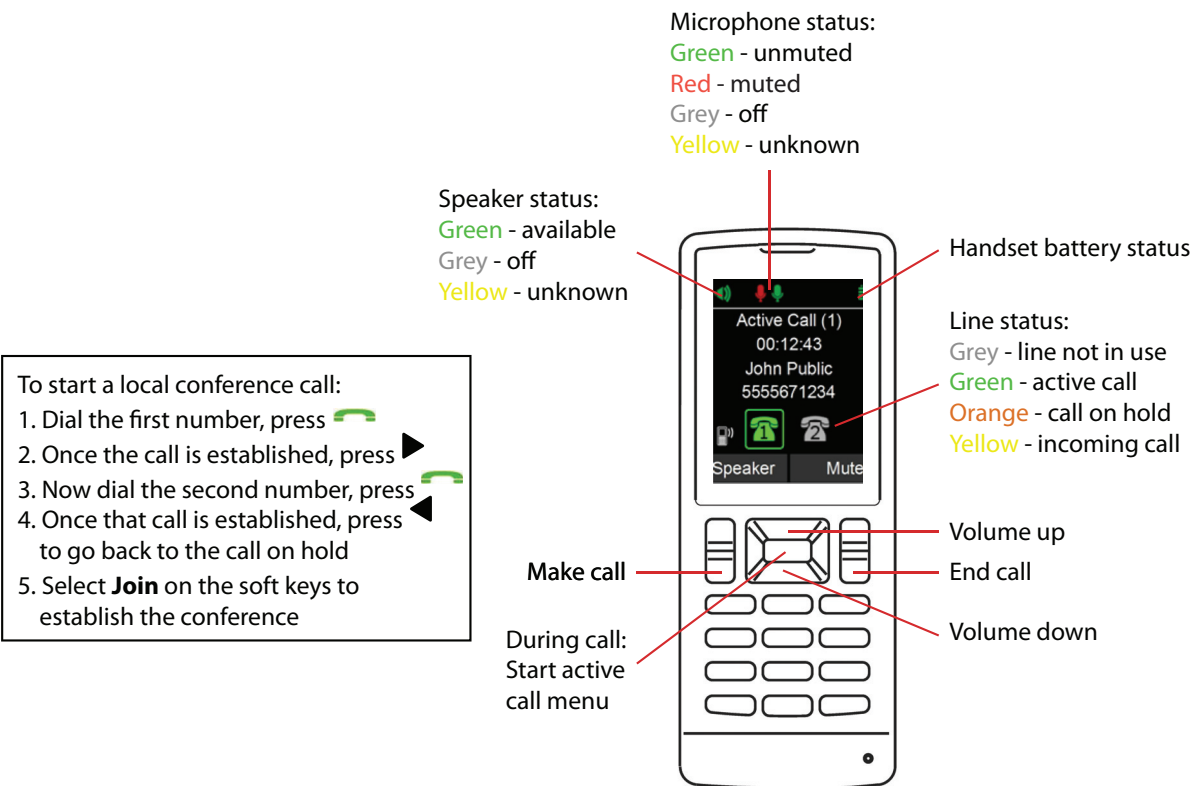 Microphone status:
Green - unmuted
Red - muted
Grey - off
Yellow - unknown
Speaker status:
Green - available
Grey - off
Yellow - unknown
Handset battery status
Active Call (1)
00:12:43
John Public
5555671234
1 2
Speaker Mute
Line status:
Grey - line not in use
Green - active call
Orange - call on hold
Yellow - incoming call
To start a local conference call:
1. Dial the first number, press
2. Once the call is established, press
3. Now dial the second number, press
4. Once that call is established, press
to go back to the call on hold
5. Select Join on the soft keys to
establish the conference
Make call
During call:
Start active
call menu
Volume up
End call
Volume down